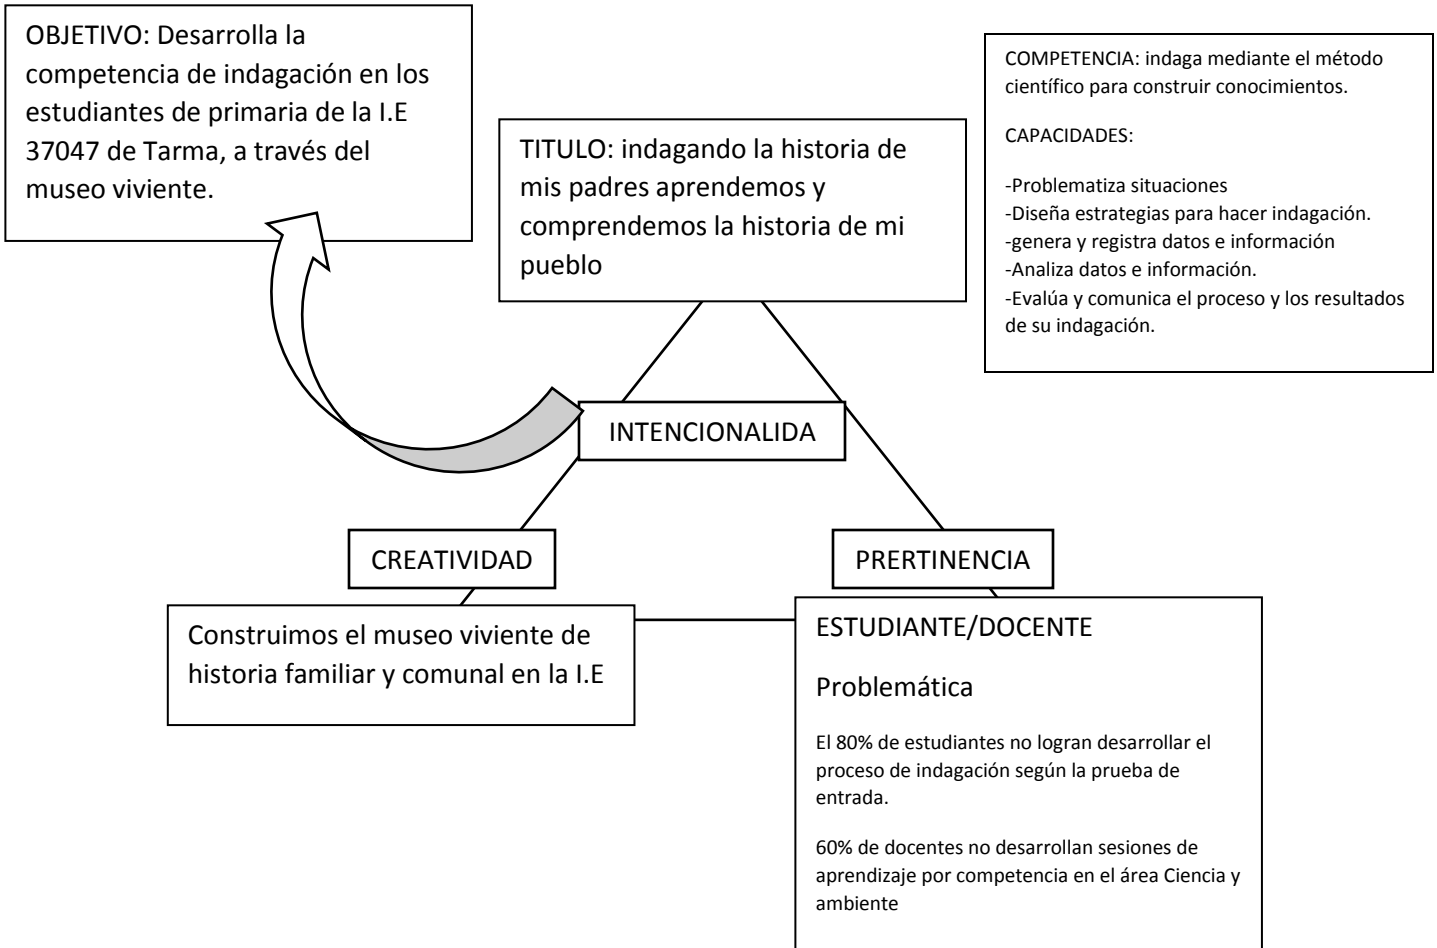 OBJETIVO: Desarrolla la
competencia de indagación en los
estudiantes de primaria de la I.E
37047 de Tarma, a través del
museo viviente.
TITULO: indagando la historia de
mis padres aprendemos y
comprendemos la historia de mi
pueblo
COMPETENCIA: indaga mediante el método
científico para construir conocimientos.
CAPACIDADES:
-Problematiza situaciones
-Diseña estrategias para hacer indagación.
-genera y registra datos e información
-Analiza datos e información.
-Evalúa y comunica el proceso y los resultados
de su indagación.
INTENCIONALIDA
CREATIVIDAD
PRERTINENCIA
Construimos el museo viviente de
historia familiar y comunal en la I.E
ESTUDIANTE/DOCENTE
Problemática
El 80% de estudiantes no logran desarrollar el
proceso de indagación según la prueba de
entrada.
60% de docentes no desarrollan sesiones de
aprendizaje por competencia en el área Ciencia y
ambiente